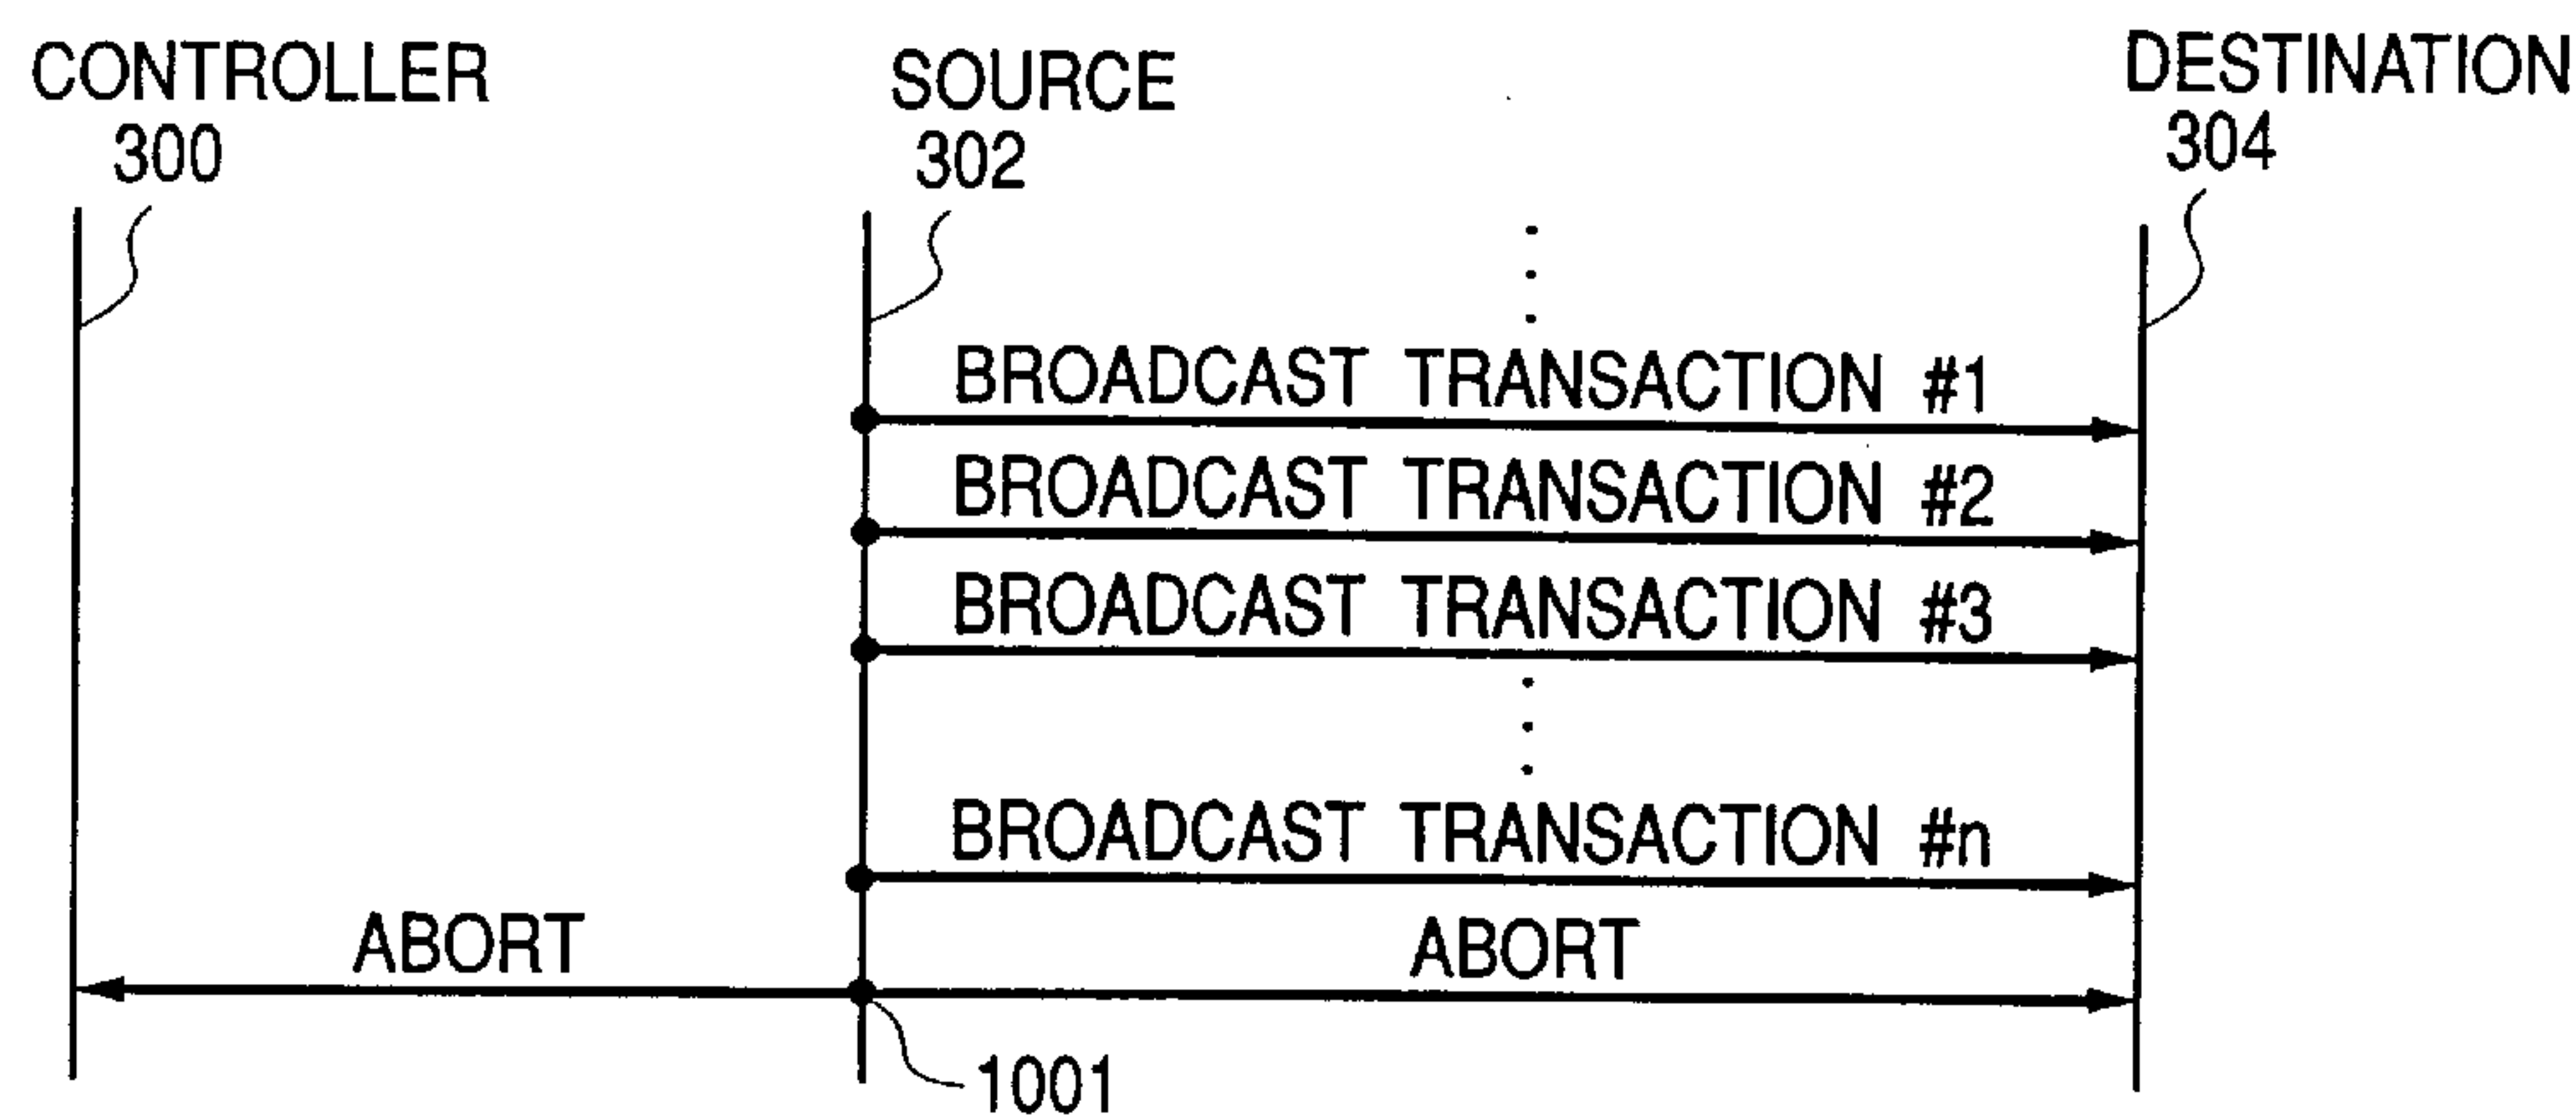 CONTROLLER
300
SOURCE
302
DESTINATION
304
BROADCAST TRANSACTION #1
BROADCAST TRANSACTION #2
BROADCAST TRANSACTION #3
BROADCAST TRANSACTION #n
ABORT
ABORT
1001